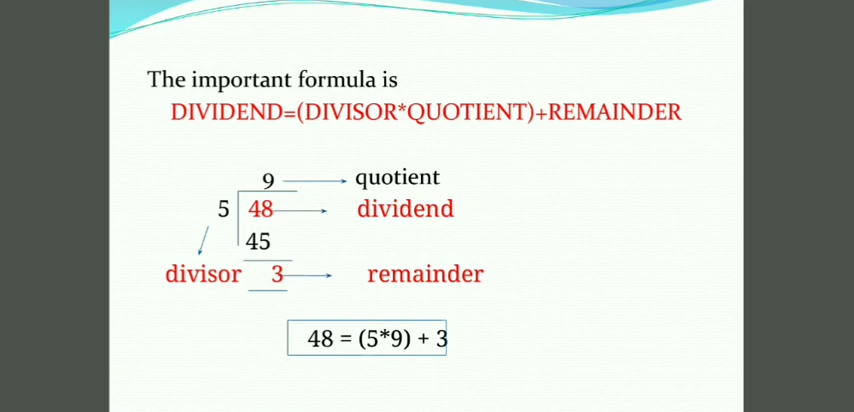 The important formula is
DIVIDEND=(DIVISOR*QUOTIENT)+REMAINDER
9 quotient
5 48 dividend
45
divisor 3 remainder
48 = (5*9) + 3